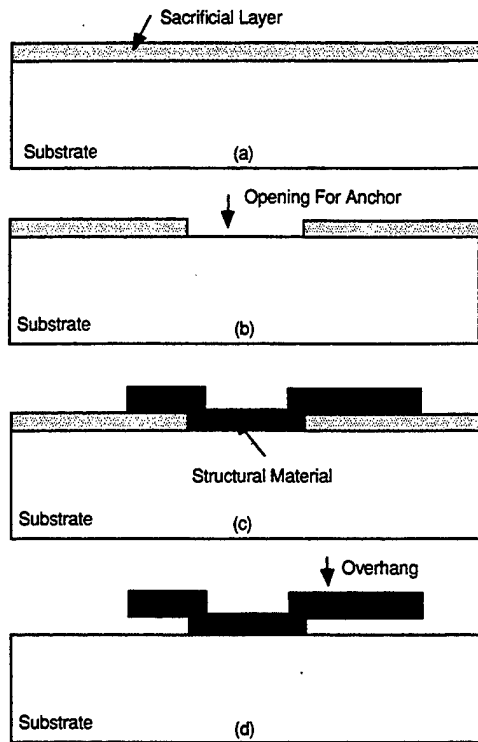 Sacrificial Layer
Substrate
(a)
Opening For Anchor
Substrate
(b)
Structural Material
Substrate
(c)
Overhang
Substrate
(d)